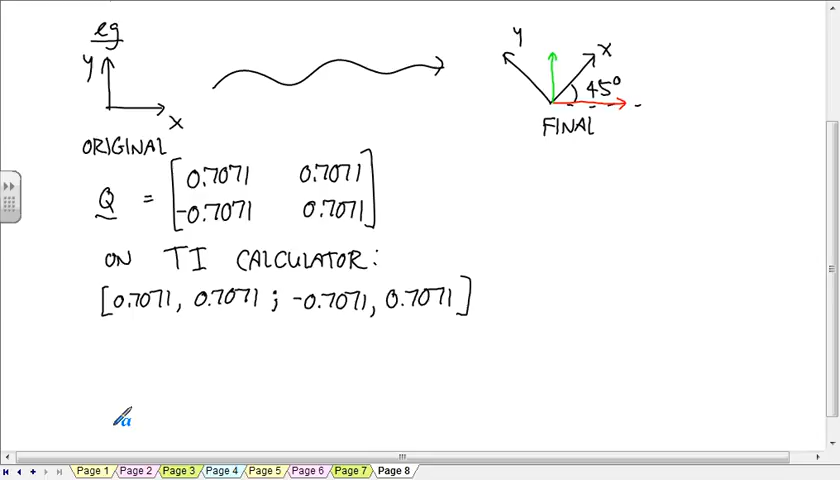 eg
y
x
ORIGINAL
y
x
45°
FINAL
Q = [0.7071 0.7071
-0.7071 0.7071]
ON TI CALCULATOR:
[0.7071, 0.7071; -0.7071, 0.7071]
a
Page 1 Page 2 Page 3 Page 4 Page 5 Page 6 Page 7 Page 8